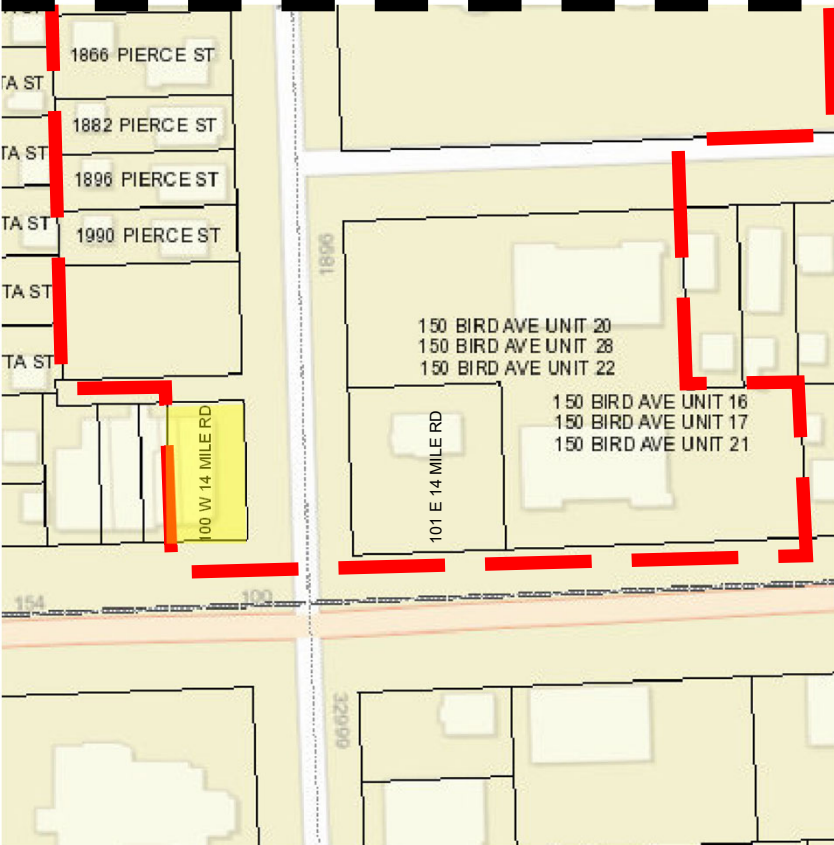 1866 PIERCE ST
TA ST
1882 PIERCE ST
TA ST
1896 PIERCE ST
TA ST
1990 PIERCE ST
1896
TA ST
150 BIRD AVE UNIT 20
150 BIRD AVE UNIT 28
150 BIRD AVE UNIT 22
TA ST
150 BIRD AVE UNIT 16
150 BIRD AVE UNIT 17
150 BIRD AVE UNIT 21
100 W 14 MILE RD
101 E 14 MILE RD
154
100
32999